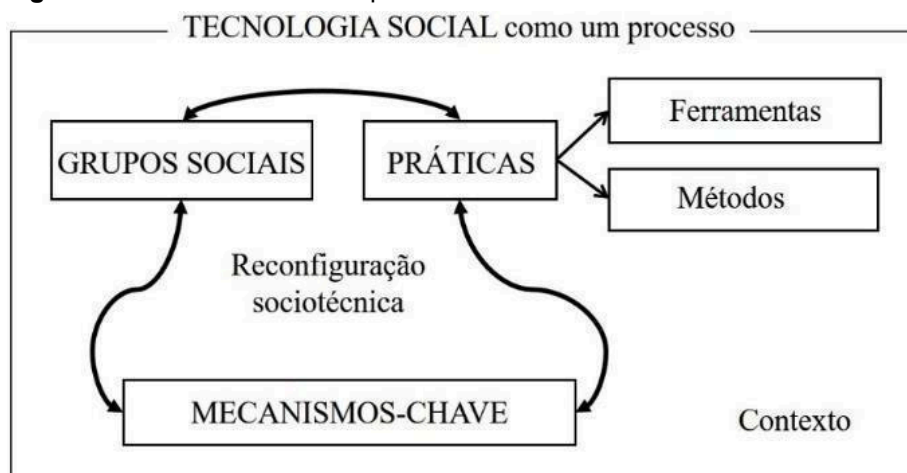 TECNOLOGIA SOCIAL como um processo
GRUPOS SOCIAIS
PRÁTICAS
Ferramentas
Métodos
Reconfiguração
sociotécnica
MECANISMOS-CHAVE
Contexto